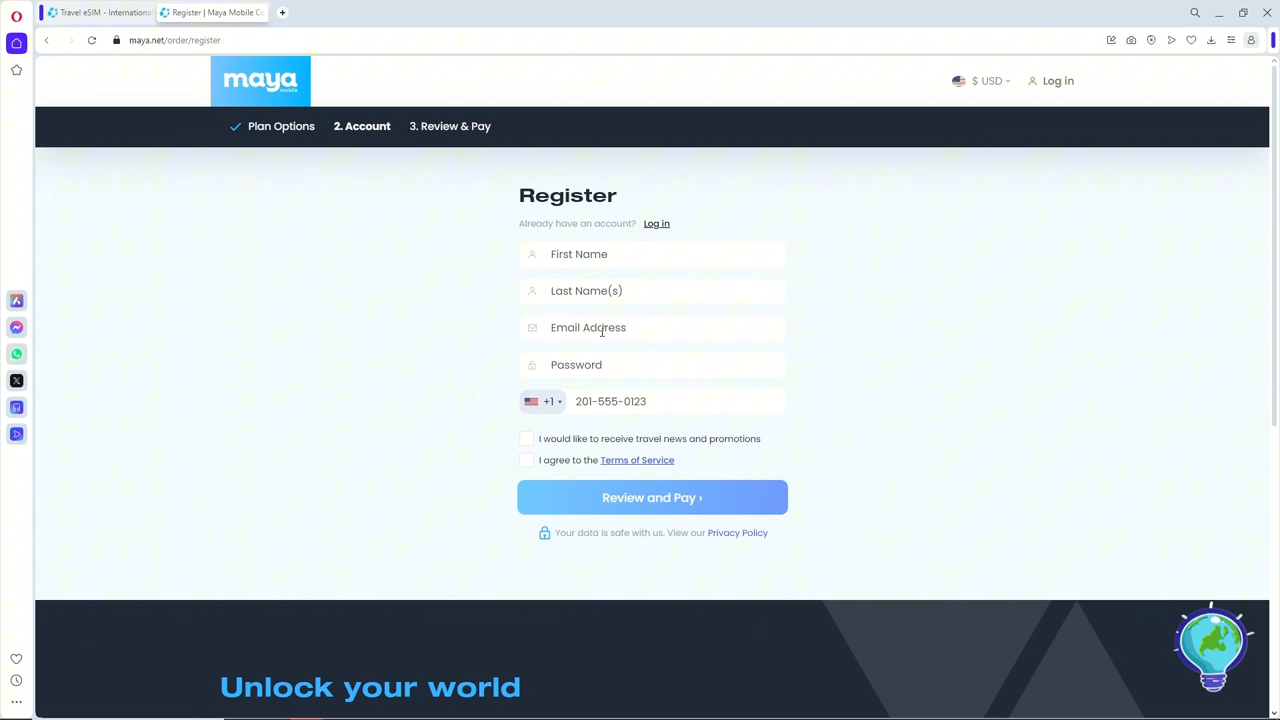 Travel eSIM - Internationa
Register | Maya Mobile Co
maya.net/order/register
maya
mobile
$ USD
Log in
Plan Options
2. Account
3. Review & Pay
Register
Already have an account? Log in
First Name
Last Name(s)
Email Address
Password
+1 201-555-0123
I would like to receive travel news and promotions
I agree to the Terms of Service
Review and Pay ›
Your data is safe with us. View our Privacy Policy
Unlock your world